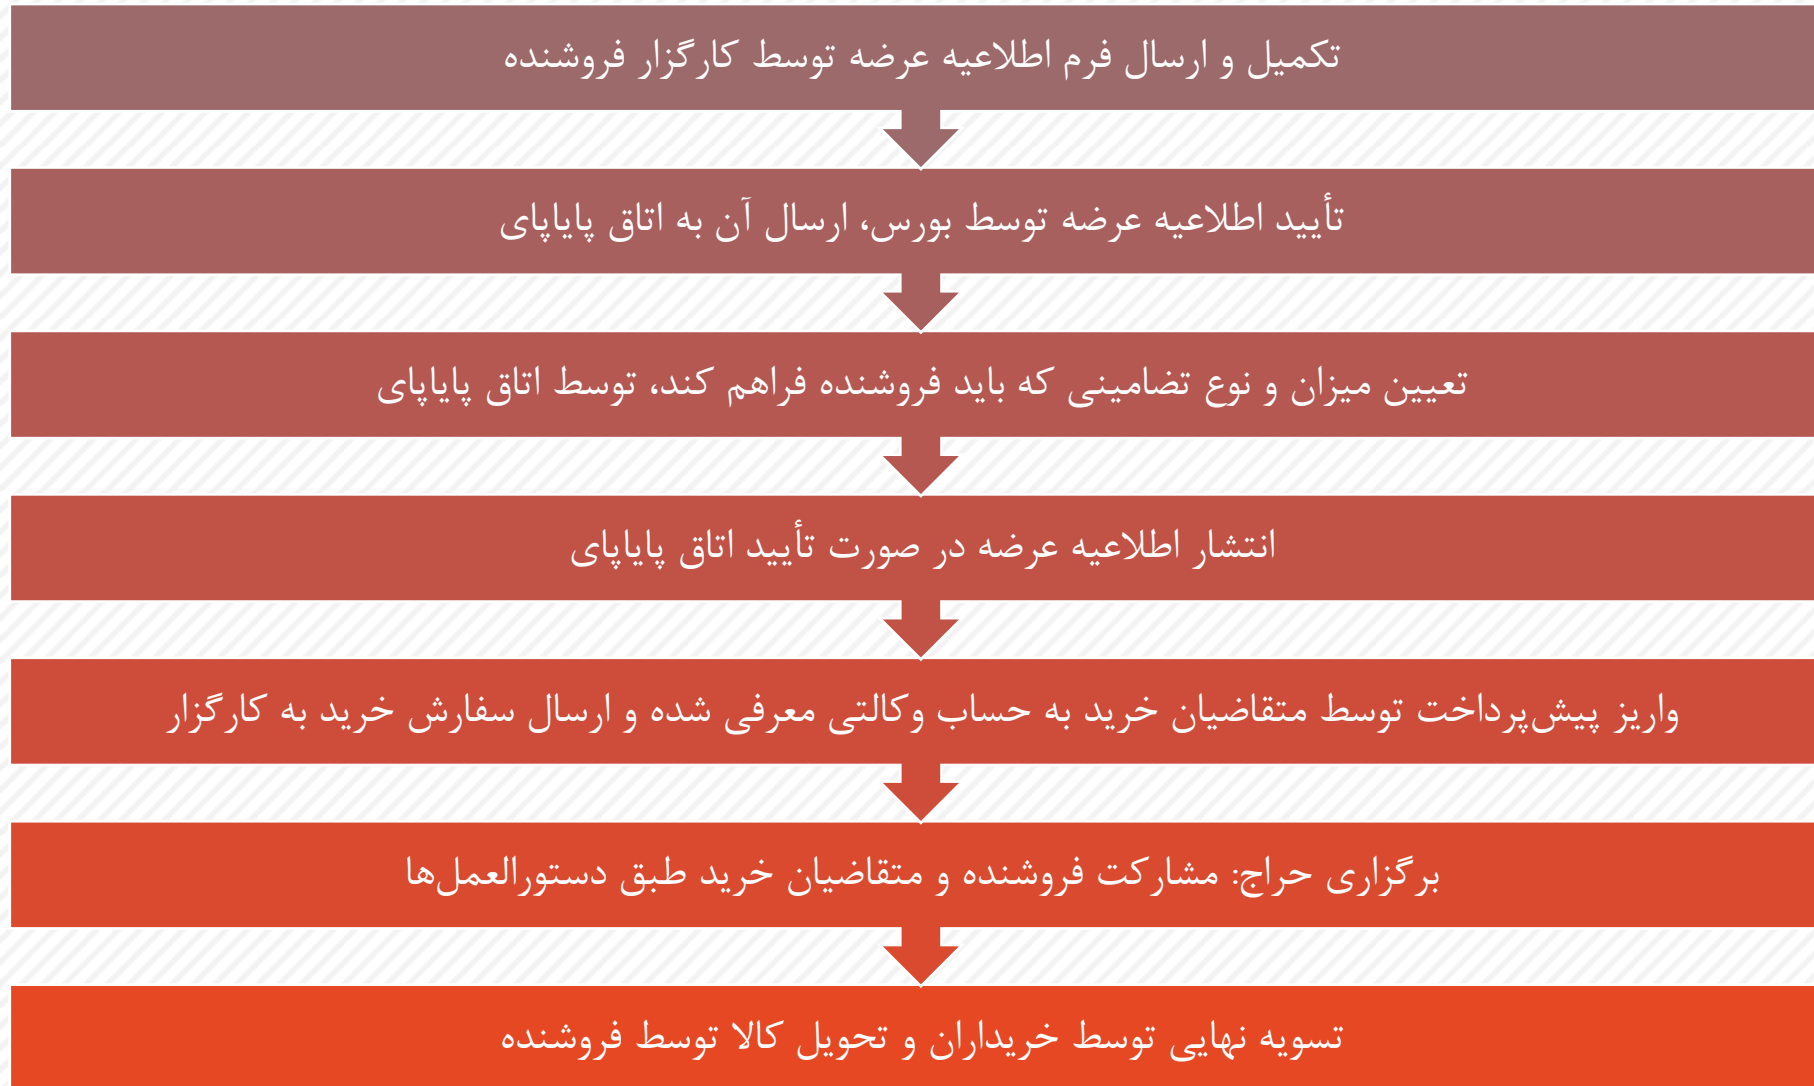 تکمیل و ارسال فرم اطلاعیه عرضه توسط کارگزار فروشنده
تأیید اطلاعیه عرضه توسط بورس، ارسال آن به اتاق پایاپای
تعیین میزان و نوع تضامینی که باید فروشنده فراهم کند، توسط اتاق پایاپای
انتشار اطلاعیه عرضه در صورت تأیید اتاق پایاپای
واریز پیش‌پرداخت توسط متقاضیان خرید به حساب وکالتی معرفی شده و ارسال سفارش خرید به کارگزار
برگزاری حراج: مشارکت فروشنده و متقاضیان خرید طبق دستورالعمل‌ها
تسویه نهایی توسط خریداران و تحویل کالا توسط فروشنده